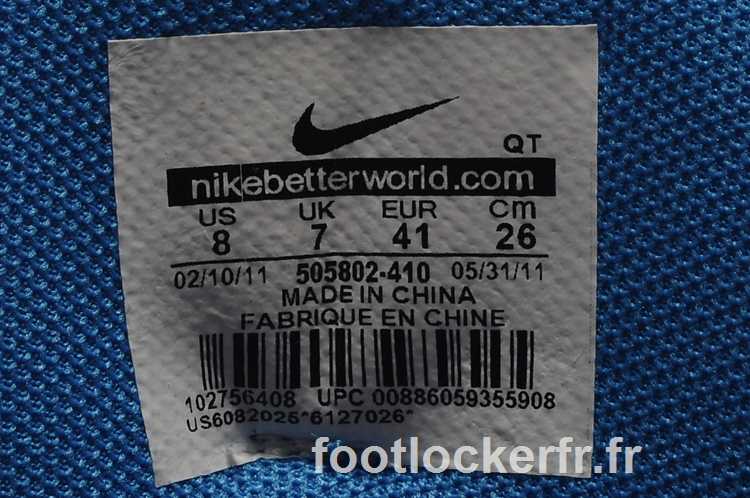 QT
nikebetterworld.com
US UK EUR Cm
8 7 41 26
02/10/11 505802-410 05/31/11
MADE IN CHINA
FABRIQUE EN CHINE
102756408 UPC 00886059355908
US6082025*6127026*
footlockerfr.fr